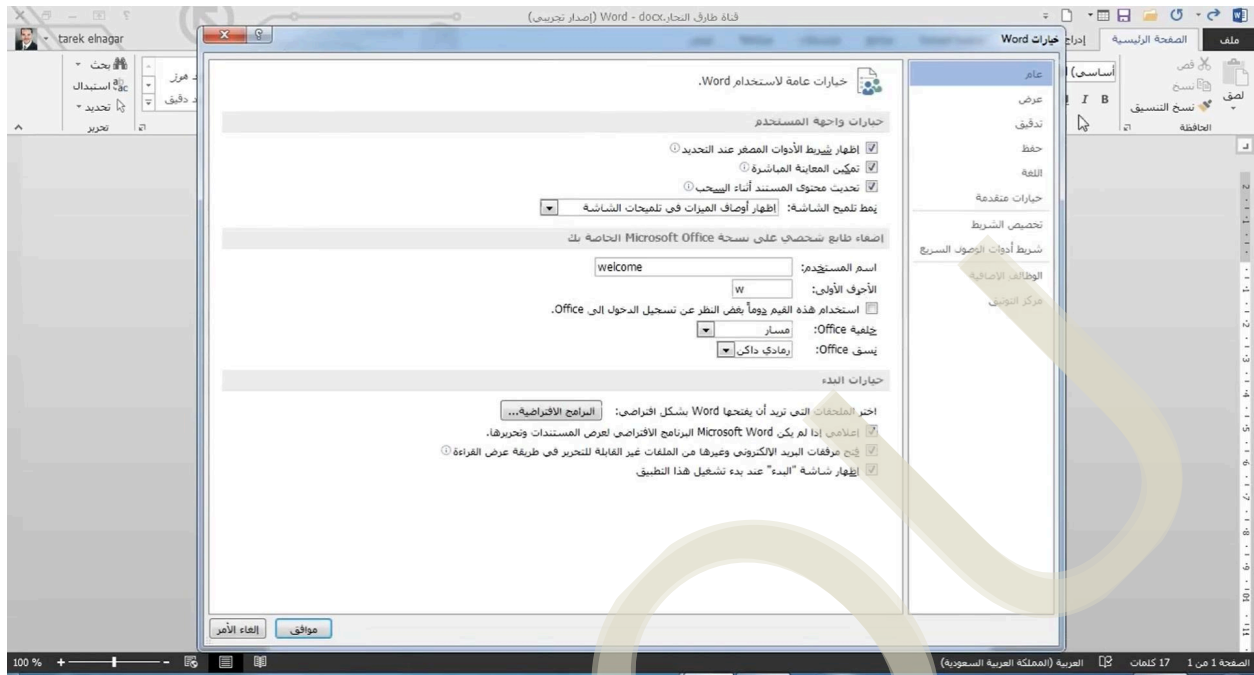 قناة طارق النجار.docx - Word (إصدار تجريبي)
tarek elnagar
ملف
الصفحة الرئيسية
إدراج
قص
نسخ
نسخ التنسيق
لصق
الحافظة
أساسي)
B I
بحث
استبدال
تحديد
تحرير
خيارات Word
عام
عرض
تدقيق
حفظ
اللغة
خيارات متقدمة
تخصيص الشريط
شريط أدوات الوصول السريع
الوظائف الإضافية
مركز التوثيق
خيارات عامة لاستخدام Word.
خيارات واجهة المستخدم
إظهار شريط الأدوات المصغر عند التحديد
تمكين المعاينة المباشرة
تحديث محتوى المستند أثناء السحب
نمط تلميح الشاشة: إظهار أوصاف الميزات في تلميحات الشاشة
إضفاء طابع شخصي على نسخة Microsoft Office الخاصة بك
اسم المستخدم: welcome
الأحرف الأولى: w
استخدام هذه القيم دوماً بغض النظر عن تسجيل الدخول إلى Office.
خلفية Office: مسار
نسق Office: رمادي داكن
خيارات البدء
اختر الملحقات التي تريد أن يفتحها Word بشكل افتراضي: البرامج الافتراضية...
إعلامي إذا لم يكن Microsoft Word البرنامج الافتراضي لعرض المستندات وتحريرها.
فتح مرفقات البريد الالكتروني وغيرها من الملفات غير القابلة للتحرير في طريقة عرض القراءة
إظهار شاشة "البدء" عند بدء تشغيل هذا التطبيق
موافق
إلغاء الأمر
الصفحة 1 من 1
17 كلمات
العربية (المملكة العربية السعودية)
100 %